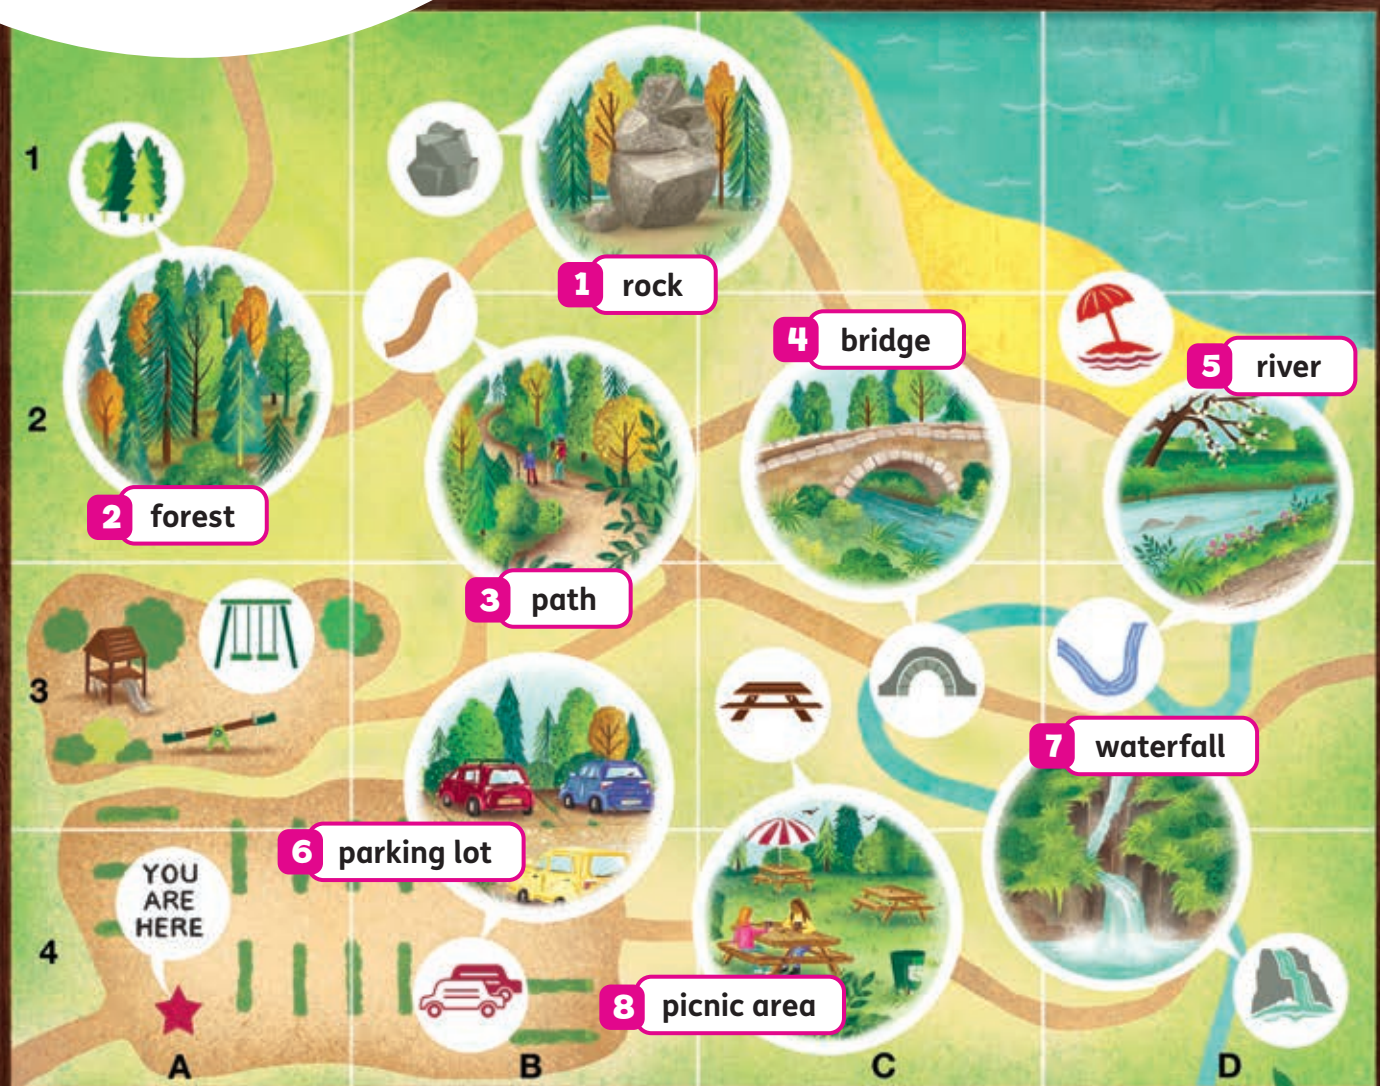 1
1 rock
4 bridge
5 river
2
2 forest
3 path
3
7 waterfall
6 parking lot
YOU
ARE
HERE
4
8 picnic area
A B C D